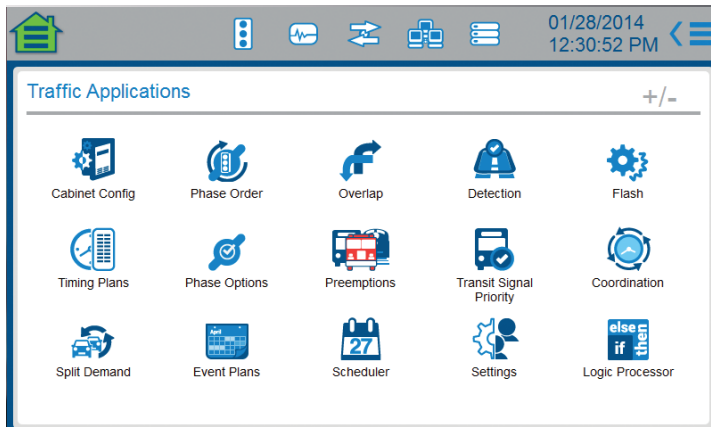 01/28/2014
12:30:52 PM
Traffic Applications
+/-
Cabinet Config
Phase Order
Overlap
Detection
Flash
Timing Plans
Phase Options
Preemptions
Transit Signal
Priority
Coordination
April
27
else
if
then
Split Demand
Event Plans
Scheduler
Settings
Logic Processor